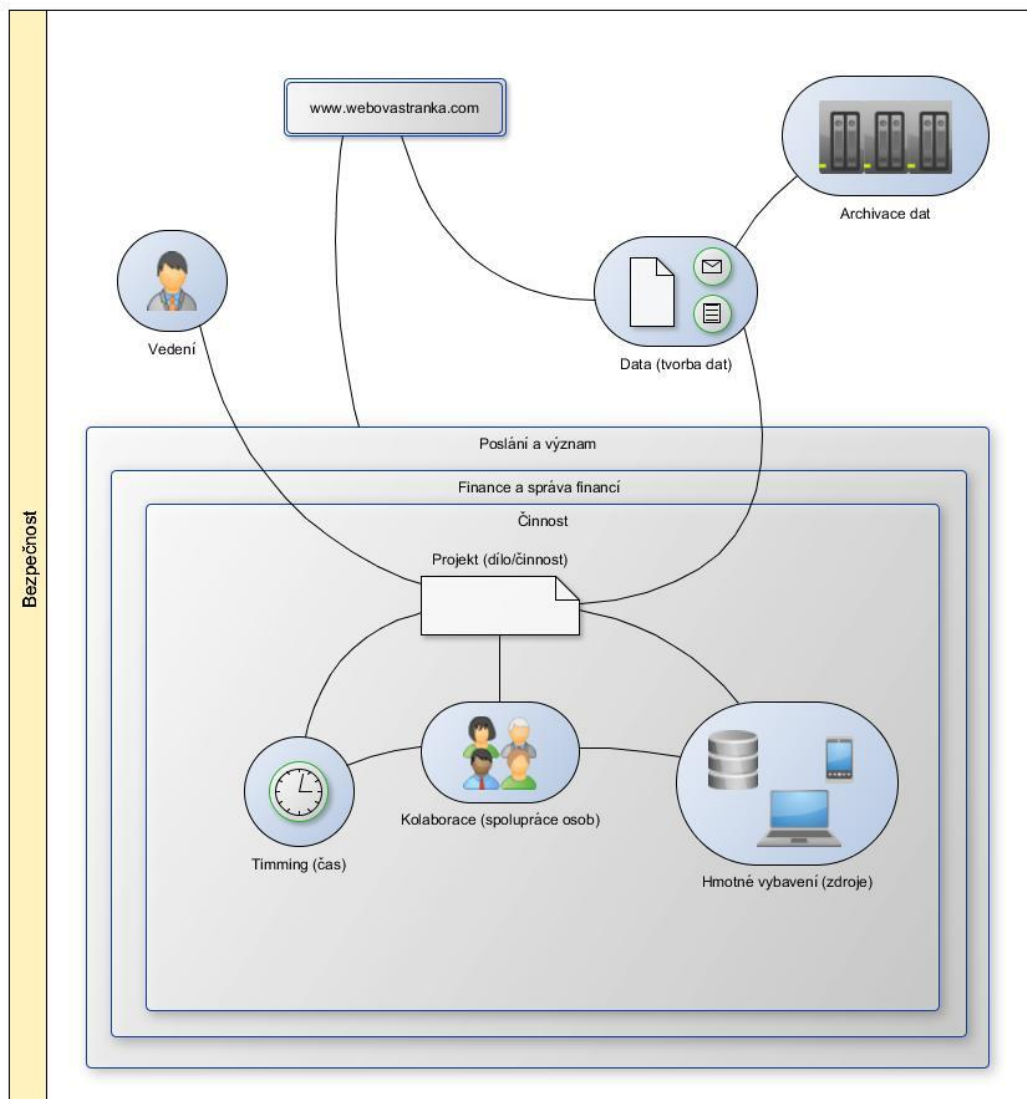 Bezpečnost
www.webovastranka.com
Archivace dat
Vedení
Data (tvorba dat)
Poslání a význam
Finance a správa financí
Činnost
Projekt (dílo/činnost)
Kolaborace (spolupráce osob)
Timming (čas)
Hmotné vybavení (zdroje)